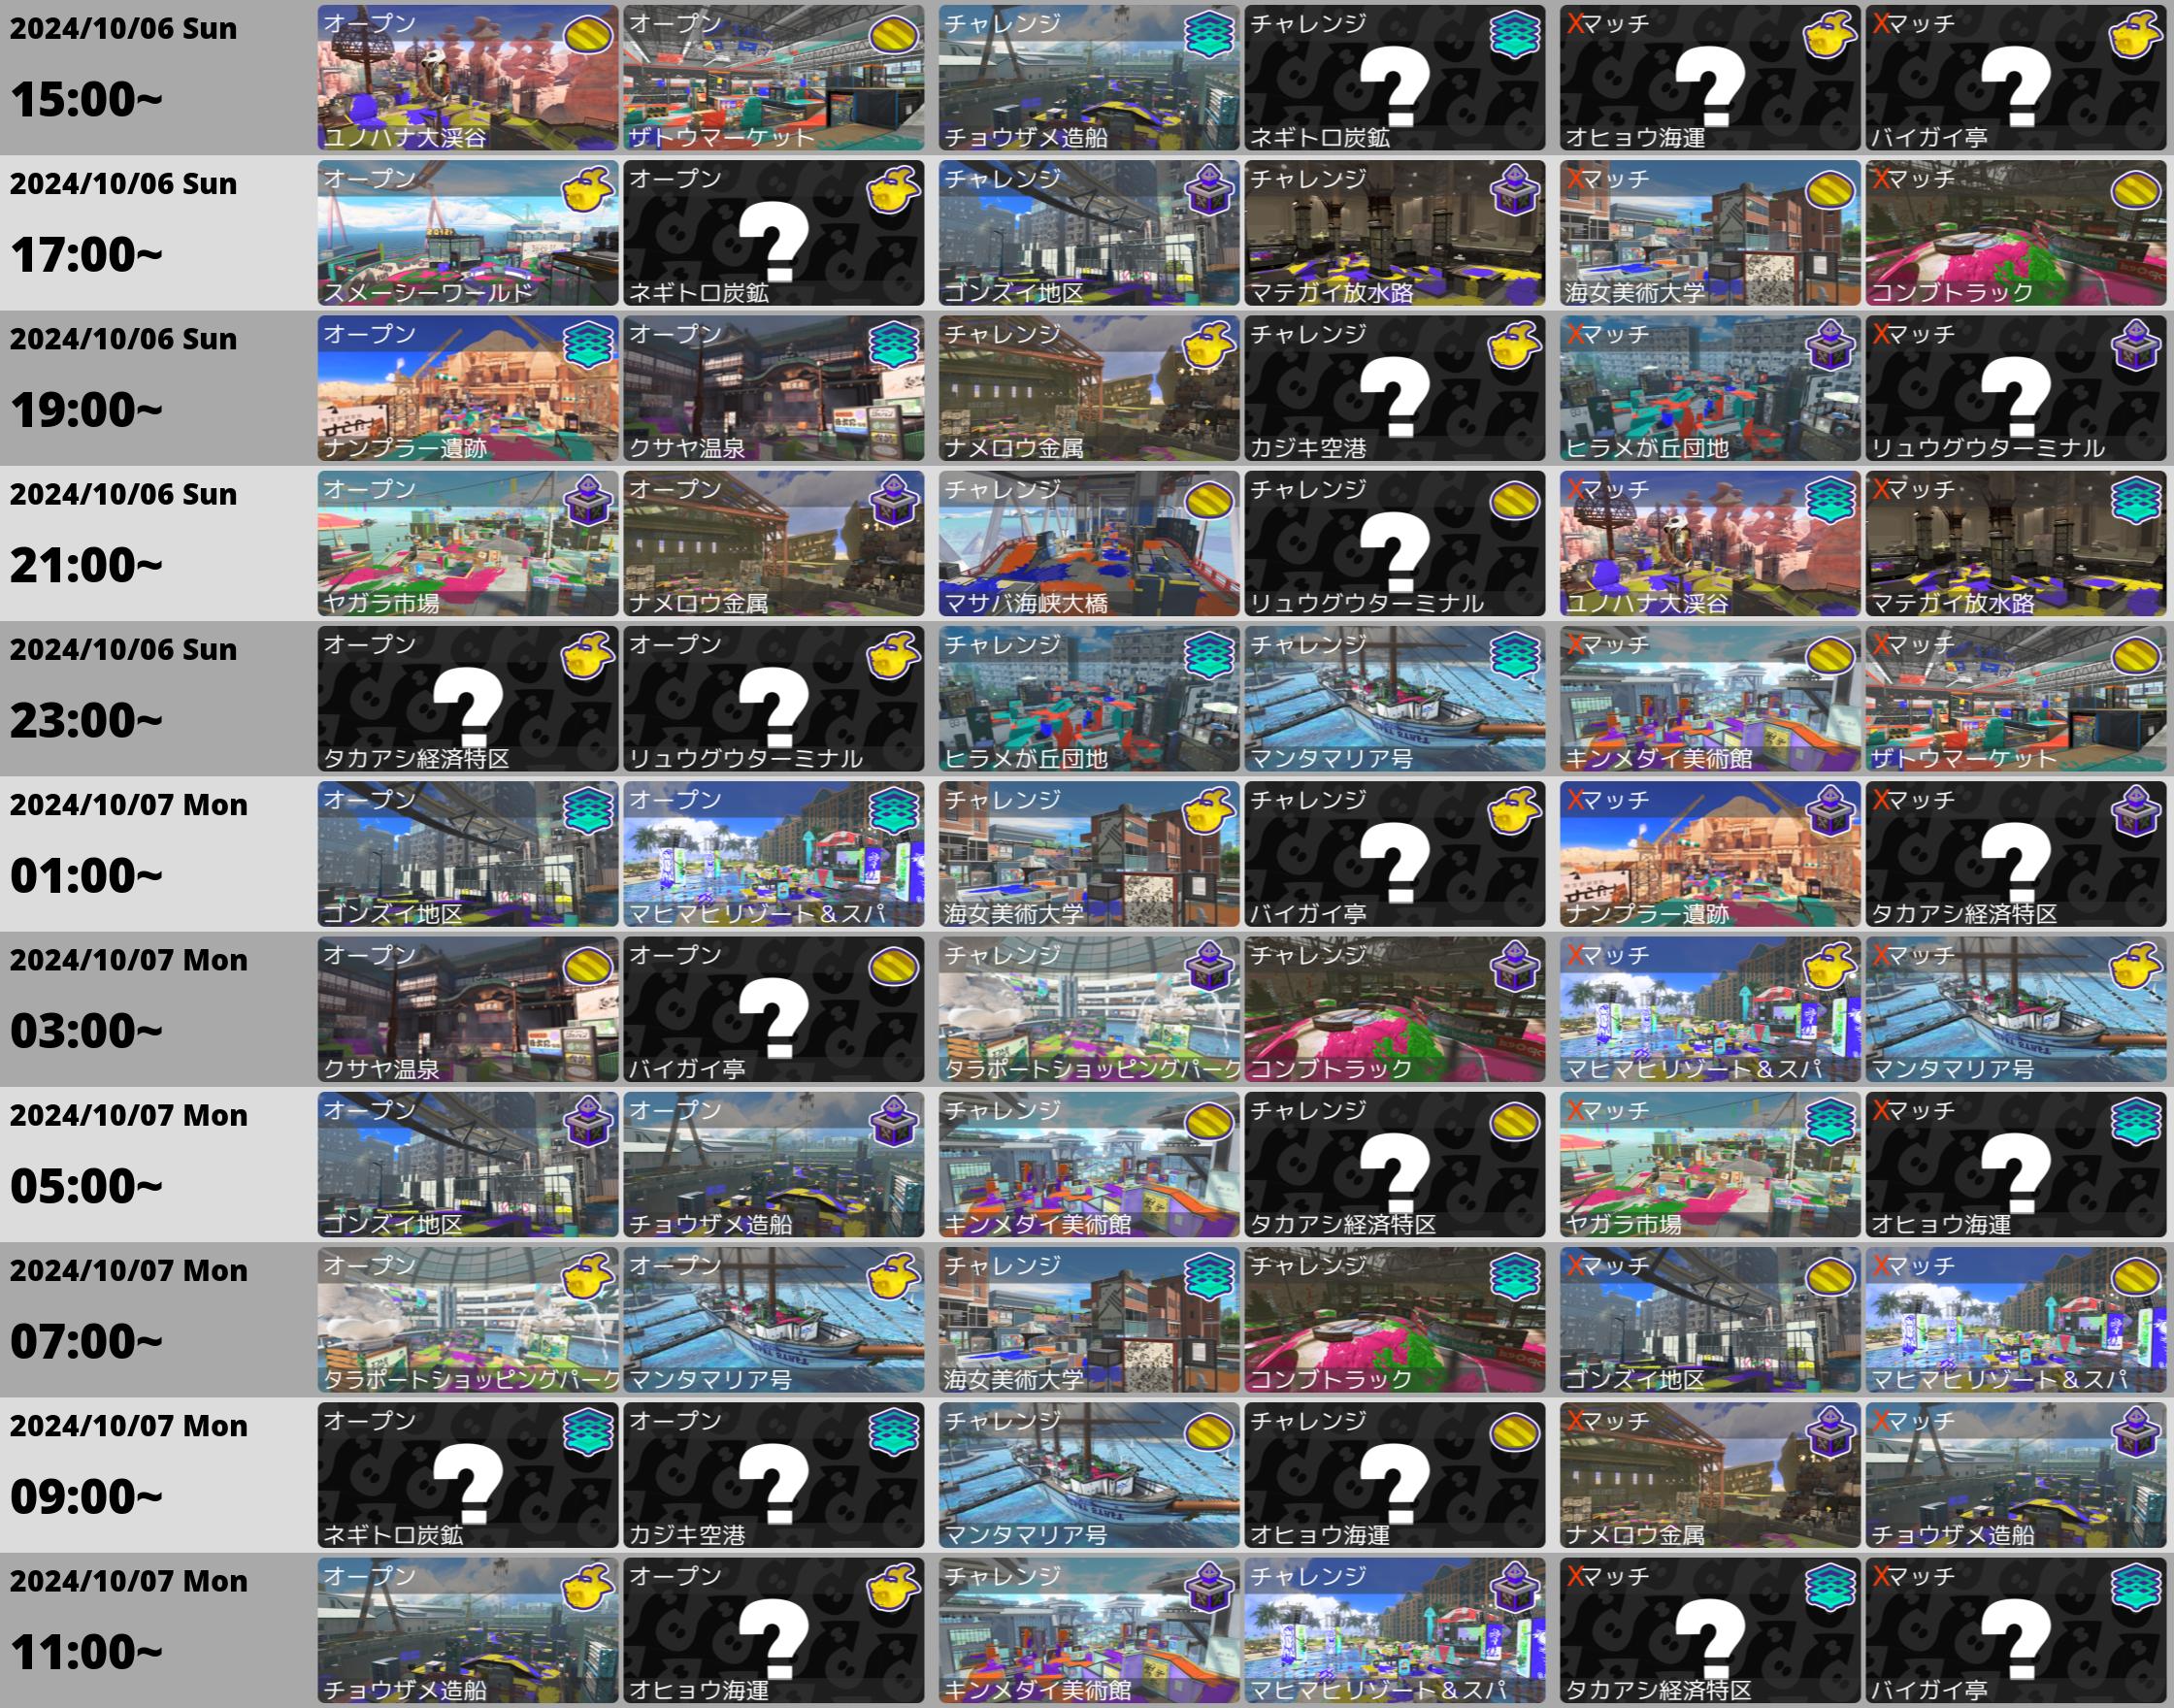 2024/10/06 Sun
15:00~
オープン
ユノハナ大渓谷
オープン
ザトウマーケット
チャレンジ
チョウザメ造船
チャレンジ
?
ネギトロ炭鉱
Xマッチ
?
オヒョウ海運
Xマッチ
?
バイガイ亭
2024/10/06 Sun
17:00~
オープン
スメーシーワールド
オープン
?
ネギトロ炭鉱
チャレンジ
ゴンズイ地区
チャレンジ
マテガイ放水路
Xマッチ
海女美術大学
Xマッチ
コンブトラック
2024/10/06 Sun
19:00~
オープン
ナンプラー遺跡
オープン
クサヤ温泉
チャレンジ
ナメロウ金属
チャレンジ
?
カジキ空港
Xマッチ
ヒラメが丘団地
Xマッチ
?
リュウグウターミナル
2024/10/06 Sun
21:00~
オープン
ヤガラ市場
オープン
ナメロウ金属
チャレンジ
マサバ海峡大橋
チャレンジ
?
リュウグウターミナル
Xマッチ
ユノハナ大渓谷
Xマッチ
マテガイ放水路
2024/10/06 Sun
23:00~
オープン
?
タカアシ経済特区
オープン
?
リュウグウターミナル
チャレンジ
ヒラメが丘団地
チャレンジ
マンタマリア号
Xマッチ
キンメダイ美術館
Xマッチ
ザトウマーケット
2024/10/07 Mon
01:00~
オープン
ゴンズイ地区
オープン
マヒマヒリゾート＆スパ
チャレンジ
海女美術大学
チャレンジ
?
バイガイ亭
Xマッチ
ナンプラー遺跡
Xマッチ
?
タカアシ経済特区
2024/10/07 Mon
03:00~
オープン
クサヤ温泉
オープン
?
バイガイ亭
チャレンジ
タラポートショッピングパーク
チャレンジ
コンブトラック
Xマッチ
マヒマヒリゾート＆スパ
Xマッチ
マンタマリア号
2024/10/07 Mon
05:00~
オープン
ゴンズイ地区
オープン
チョウザメ造船
チャレンジ
キンメダイ美術館
チャレンジ
?
タカアシ経済特区
Xマッチ
ヤガラ市場
Xマッチ
?
オヒョウ海運
2024/10/07 Mon
07:00~
オープン
タラポートショッピングパーク
オープン
マンタマリア号
チャレンジ
海女美術大学
チャレンジ
コンブトラック
Xマッチ
ゴンズイ地区
Xマッチ
マヒマヒリゾート＆スパ
2024/10/07 Mon
09:00~
オープン
?
ネギトロ炭鉱
オープン
?
カジキ空港
チャレンジ
マンタマリア号
チャレンジ
?
オヒョウ海運
Xマッチ
ナメロウ金属
Xマッチ
チョウザメ造船
2024/10/07 Mon
11:00~
オープン
チョウザメ造船
オープン
?
オヒョウ海運
チャレンジ
キンメダイ美術館
チャレンジ
マヒマヒリゾート＆スパ
Xマッチ
?
タカアシ経済特区
Xマッチ
?
バイガイ亭